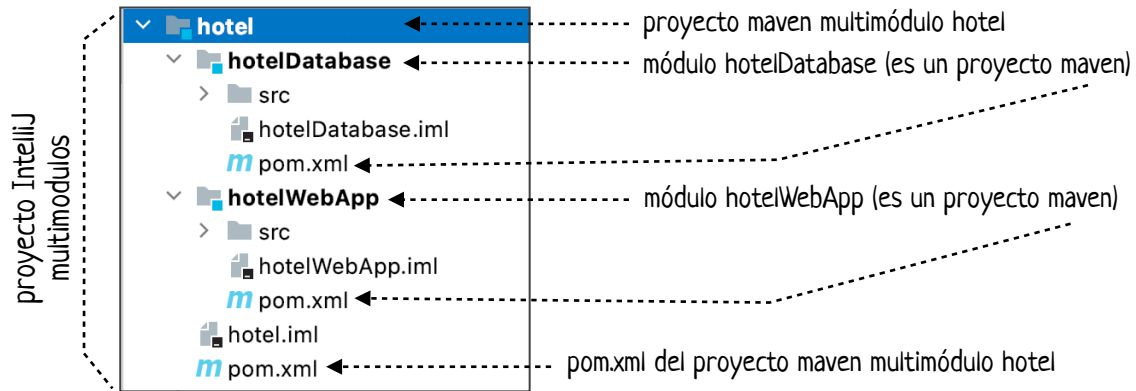 hotel
proyecto maven multimódulo hotel
hotelDatabase
módulo hotelDatabase (es un proyecto maven)
src
hotelDatabase.iml
m pom.xml
hotelWebApp
módulo hotelWebApp (es un proyecto maven)
src
hotelWebApp.iml
m pom.xml
hotel.iml
m pom.xml
pom.xml del proyecto maven multimódulo hotel
proyecto IntelliJ
multimodulos